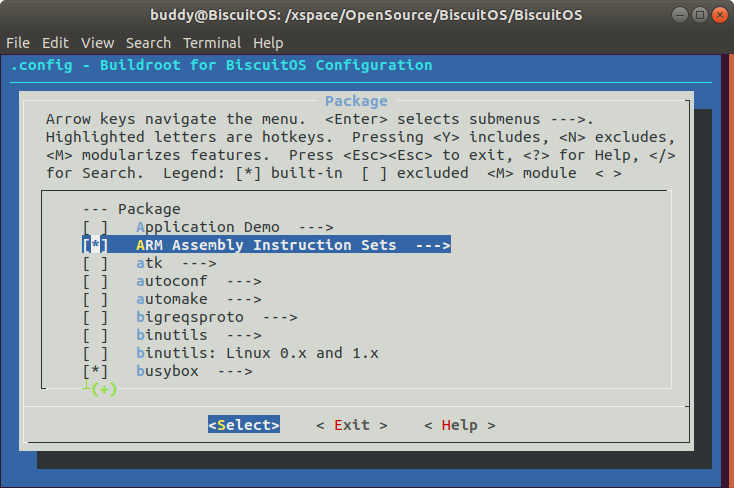 buddy@BiscuitOS: /xspace/OpenSource/BiscuitOS/BiscuitOS
File Edit View Search Terminal Help
.config - Buildroot for BiscuitOS Configuration
Package
Arrow keys navigate the menu.  <Enter> selects submenus --->.
Highlighted letters are hotkeys.  Pressing <Y> includes, <N> excludes,
<M> modularizes features.  Press <Esc><Esc> to exit, <?> for Help, </>
for Search.  Legend: [*] built-in  [ ] excluded  <M> module  < >
--- Package
[ ]   Application Demo  --->
[*]   ARM Assembly Instruction Sets  --->
[ ]   atk  --->
[ ]   autoconf  --->
[ ]   automake  --->
[ ]   bigreqsproto  --->
[ ]   binutils  --->
[ ]   binutils: Linux 0.x and 1.x
[*]   busybox  --->
┴(+)
<Select>    < Exit >    < Help >